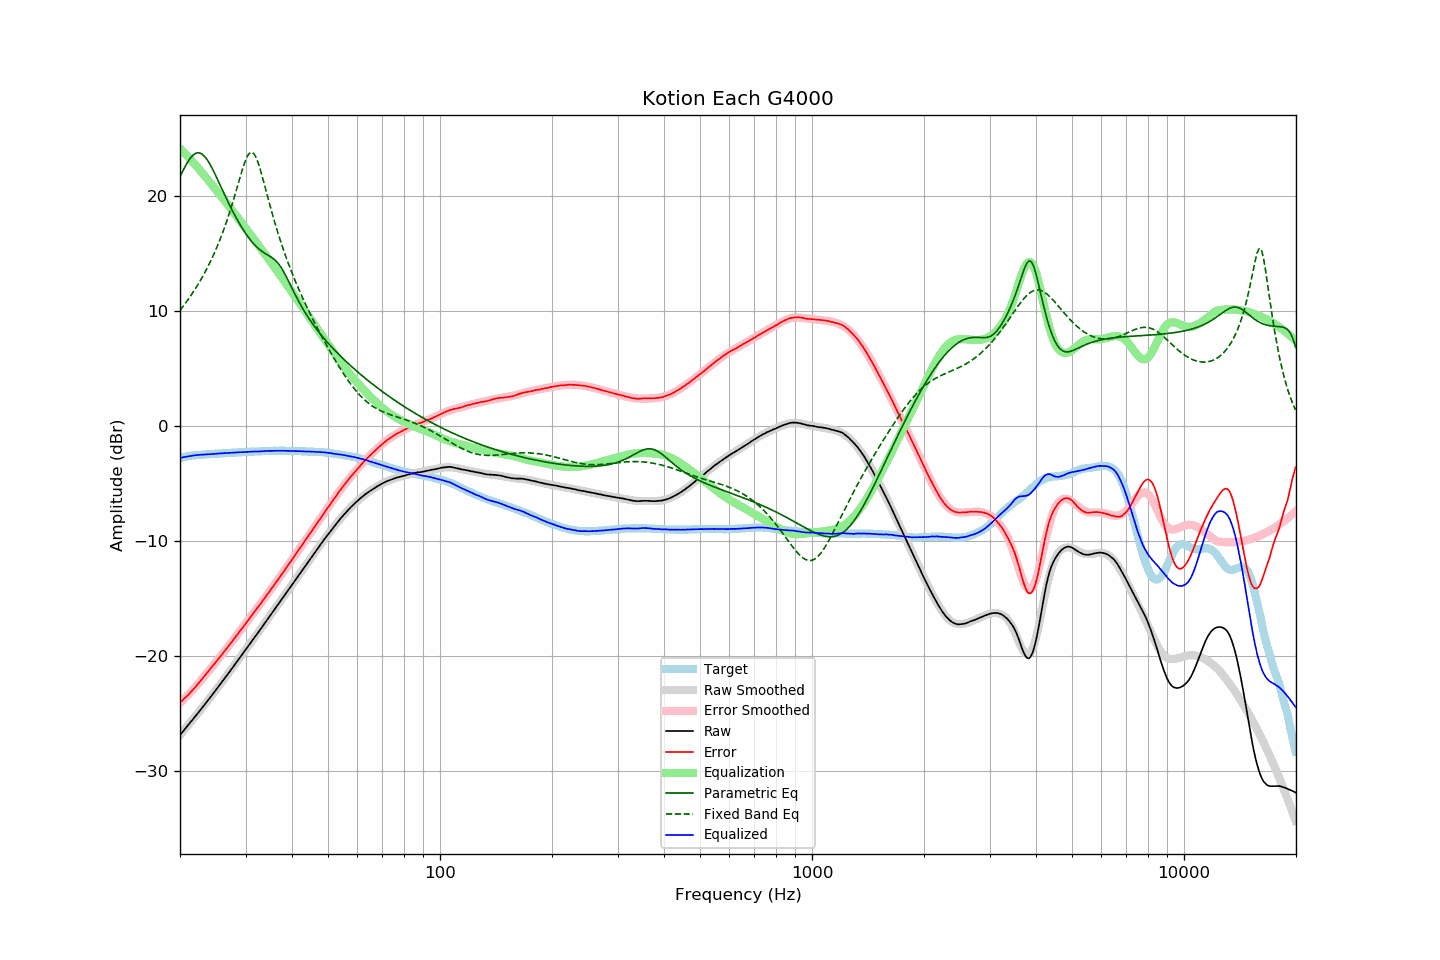 Kotion Each G4000
Amplitude (dBr)
20
10
0
−10
−20
−30
Target
Raw Smoothed
Error Smoothed
Raw
Error
Equalization
Parametric Eq
Fixed Band Eq
Equalized
100
1000
10000
Frequency (Hz)